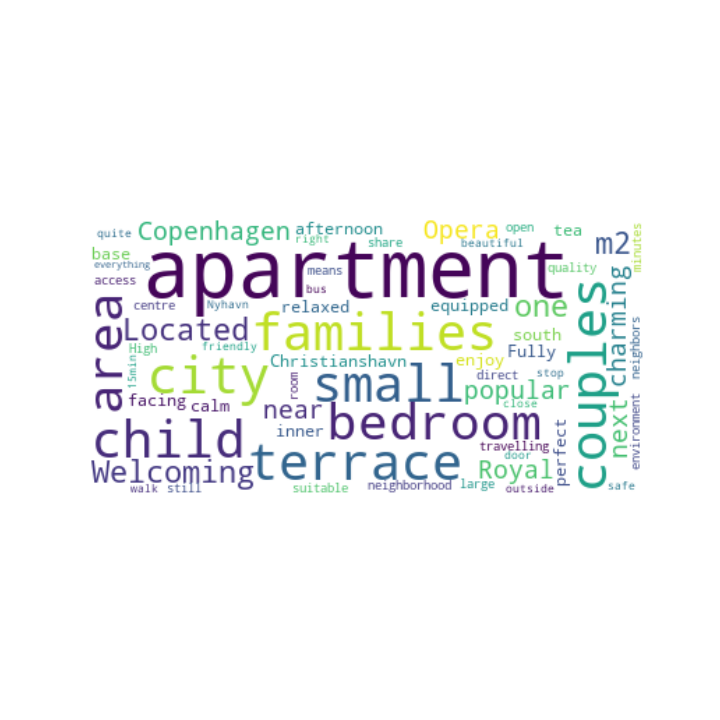 quite
Copenhagen
afternoon
right
share
Opera
open
beautiful
tea
m2
minutes
base
everything
access
apartment
means
bus
quality
centre
Nyhavn
relaxed
equipped
one
area
Located
families
south
couples
charming
neighbors
High
friendly
Christianshavn
enjoy
Fully
15min
city
room
small
direct
stop
popular
close
facing
calm
near
bedroom
next
environment
child
inner
travelling
door
perfect
Welcoming
terrace
Royal
walk
still
suitable
neighborhood
large
outside
safe